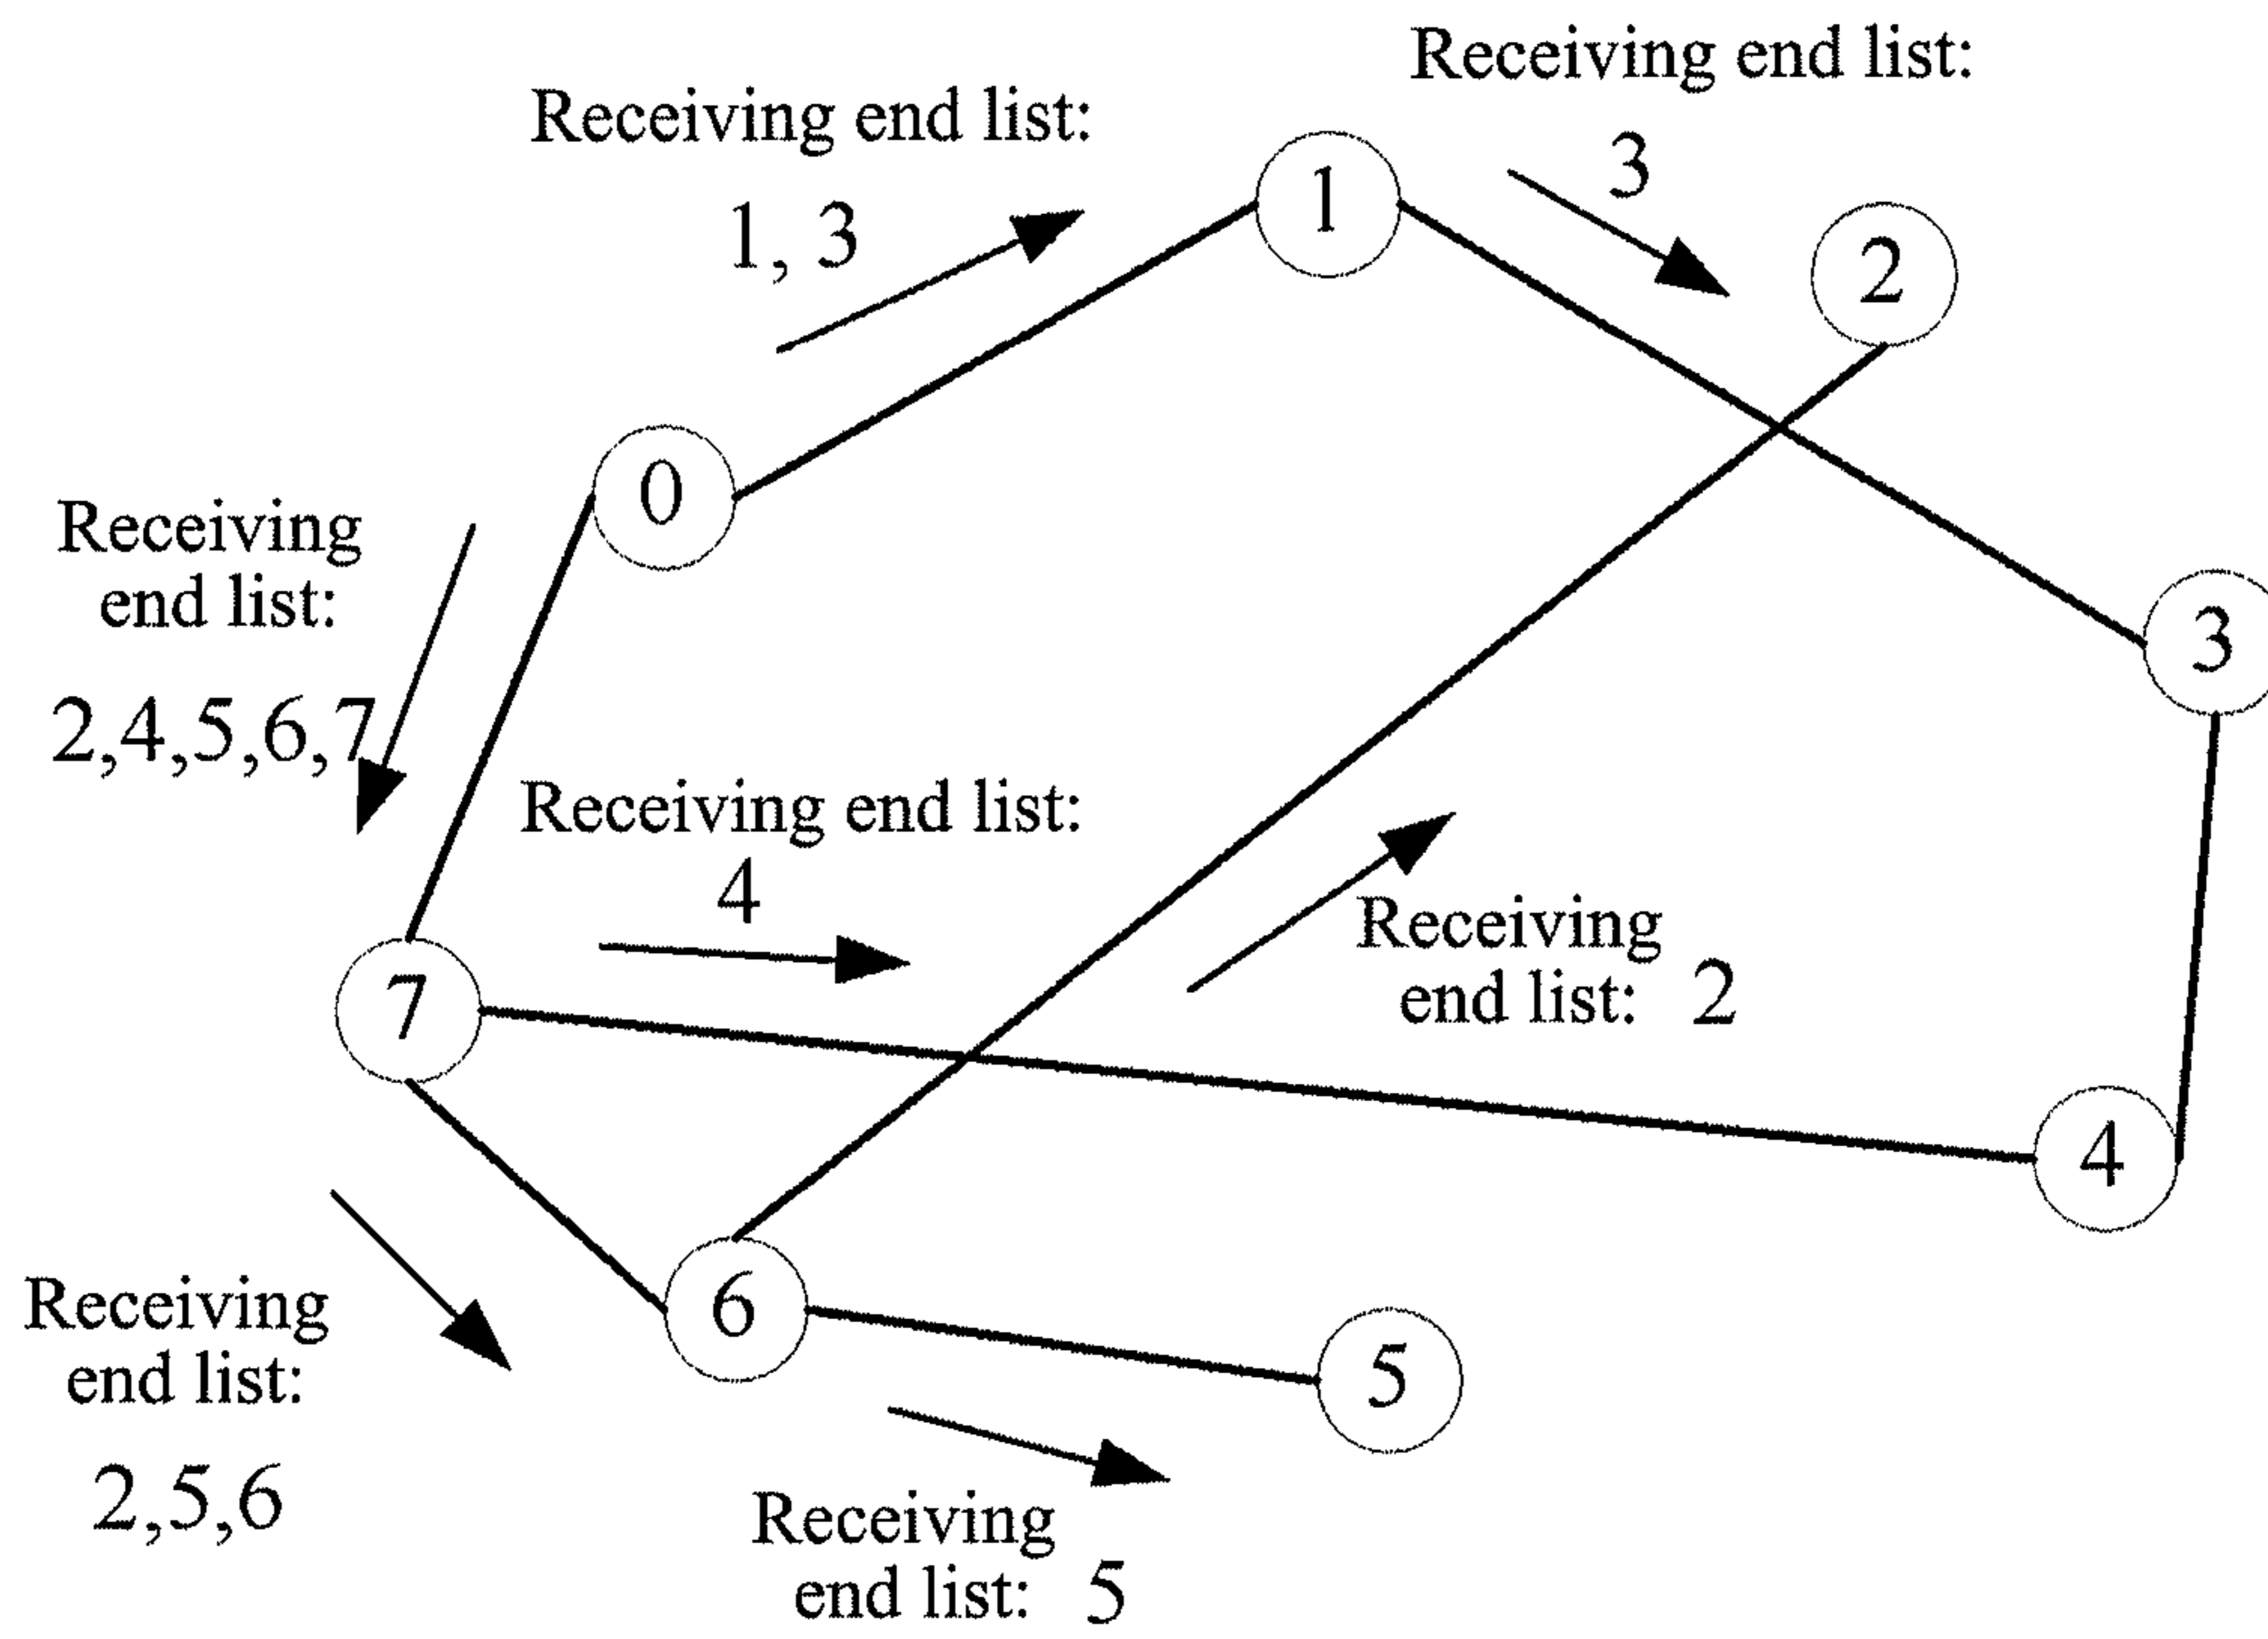 Receiving end list:
3
Receiving end list:
1, 3
1
2
0
3
Receiving
end list:
2,4,5,6,7
Receiving end list:
4
Receiving
end list: 2
7
4
6
5
Receiving
end list:
2,5,6
Receiving
end list: 5